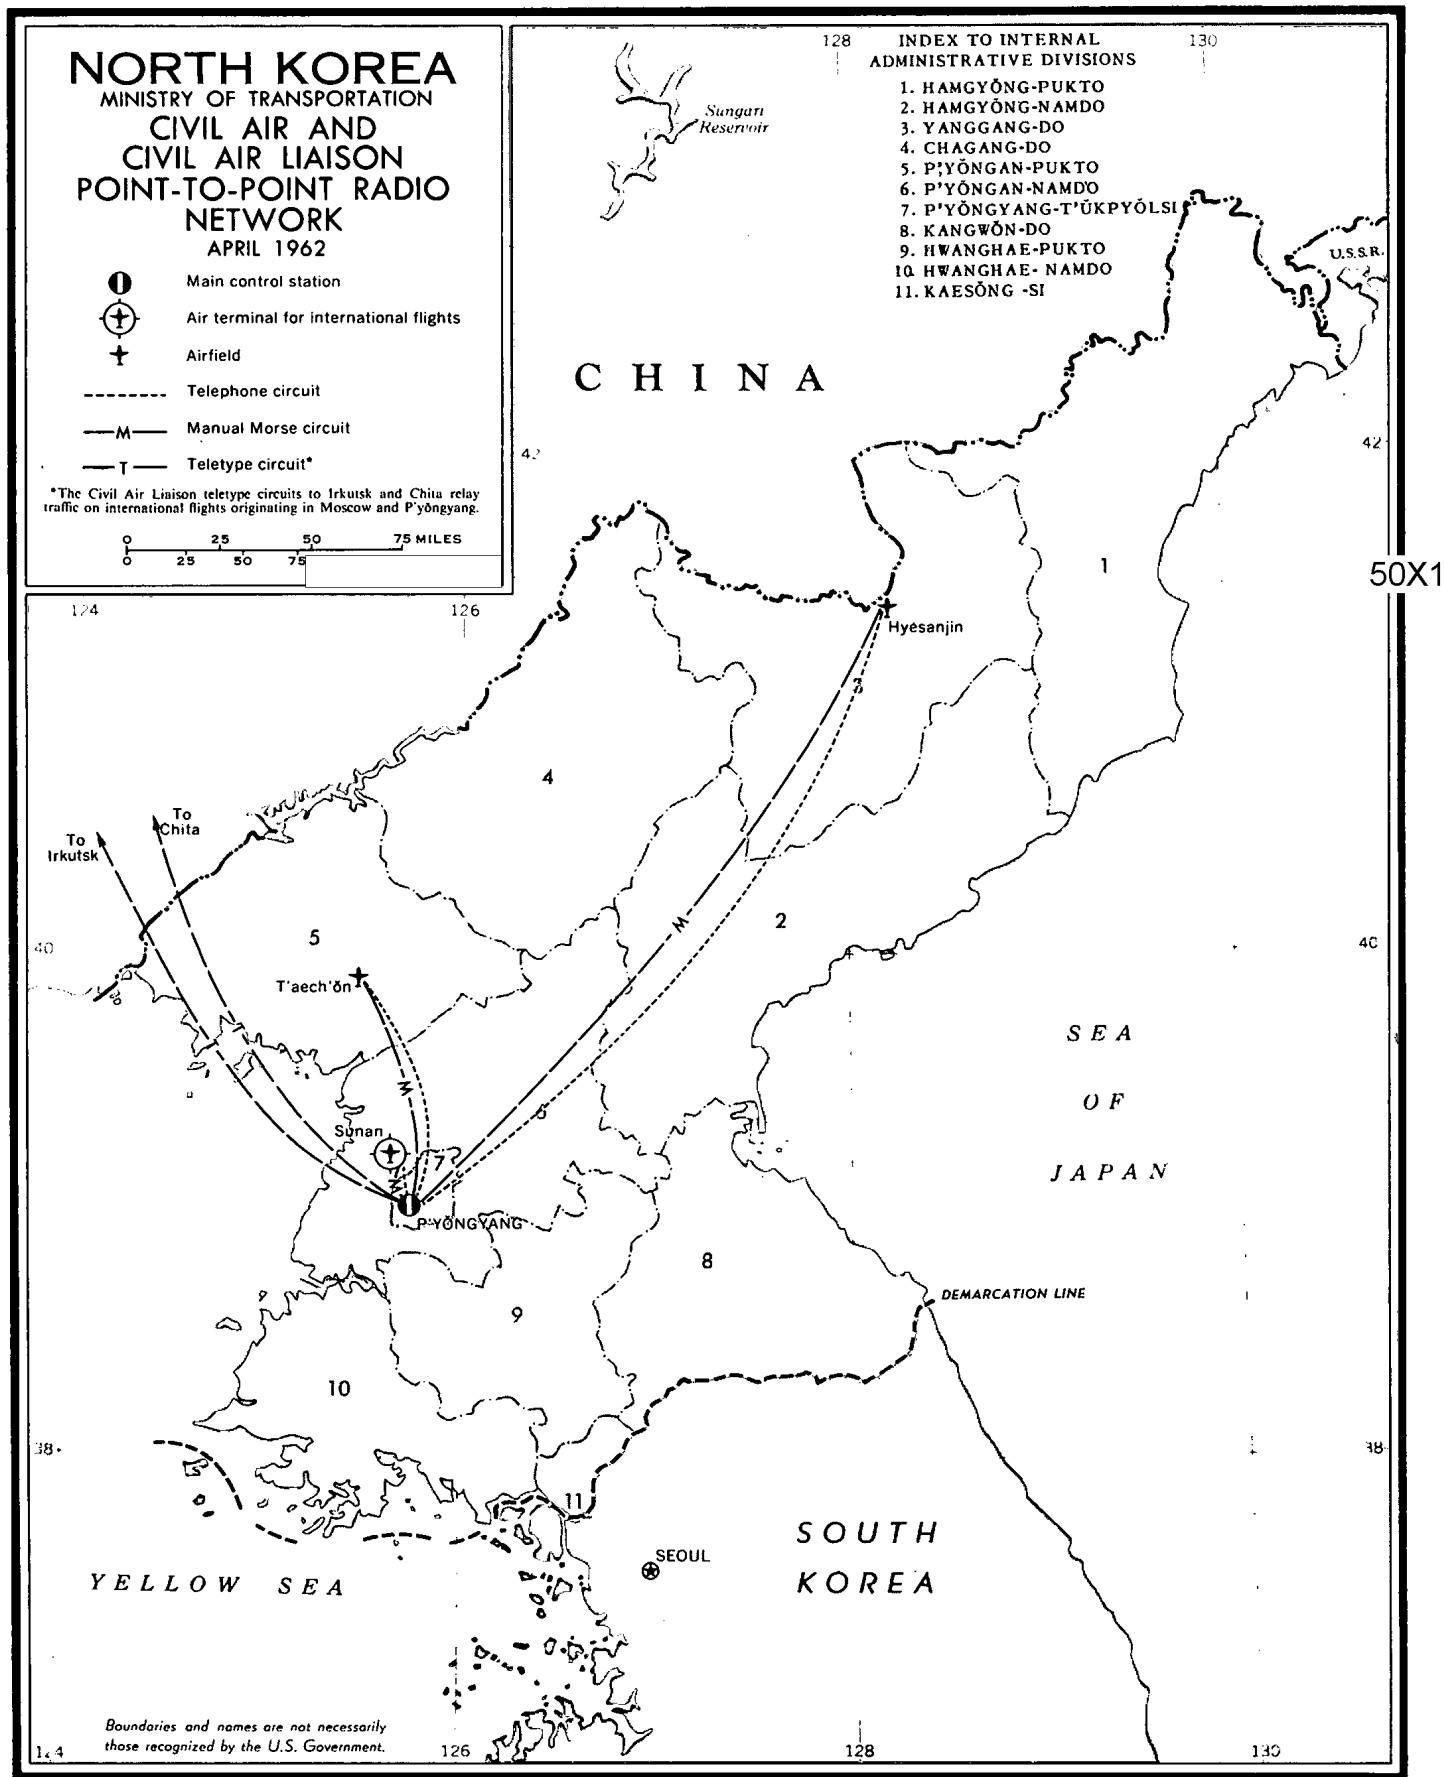 NORTH KOREA
MINISTRY OF TRANSPORTATION
CIVIL AIR AND
CIVIL AIR LIAISON
POINT-TO-POINT RADIO
NETWORK
APRIL 1962
Main control station
Air terminal for international flights
Airfield
Telephone circuit
M Manual Morse circuit
T Teletype circuit*
*The Civil Air Liaison teletype circuits to Irkutsk and Chita relay
traffic on international flights originating in Moscow and P'yŏngyang.
0 25 50 75 MILES
0 25 50 75
128 130
INDEX TO INTERNAL
ADMINISTRATIVE DIVISIONS
1. HAMGYŎNG-PUKTO
2. HAMGYŎNG-NAMDO
3. YANGGANG-DO
4. CHAGANG-DO
5. P'YŎNGAN-PUKTO
6. P'YŎNGAN-NAMDO
7. P'YŎNGYANG-T'ŬKPYŎLSI
8. KANGWŎN-DO
9. HWANGHAE-PUKTO
10. HWANGHAE-NAMDO
11. KAESŎNG-SI
Sungari
Reservoir
U.S.S.R.
CHINA
42 42
50X1
124 126
1
Hyesanjin
3
4
To
Chita
To
Irkutsk
M
2
5
40 40
T'aech'ŏn
SEA
OF
JAPAN
M
6
Sunan
7
M
P'YŎNGYANG
8
DEMARCATION LINE
9
10
38 38
11
SOUTH
KOREA
SEOUL
YELLOW SEA
Boundaries and names are not necessarily
those recognized by the U.S. Government.
124 126 128 130